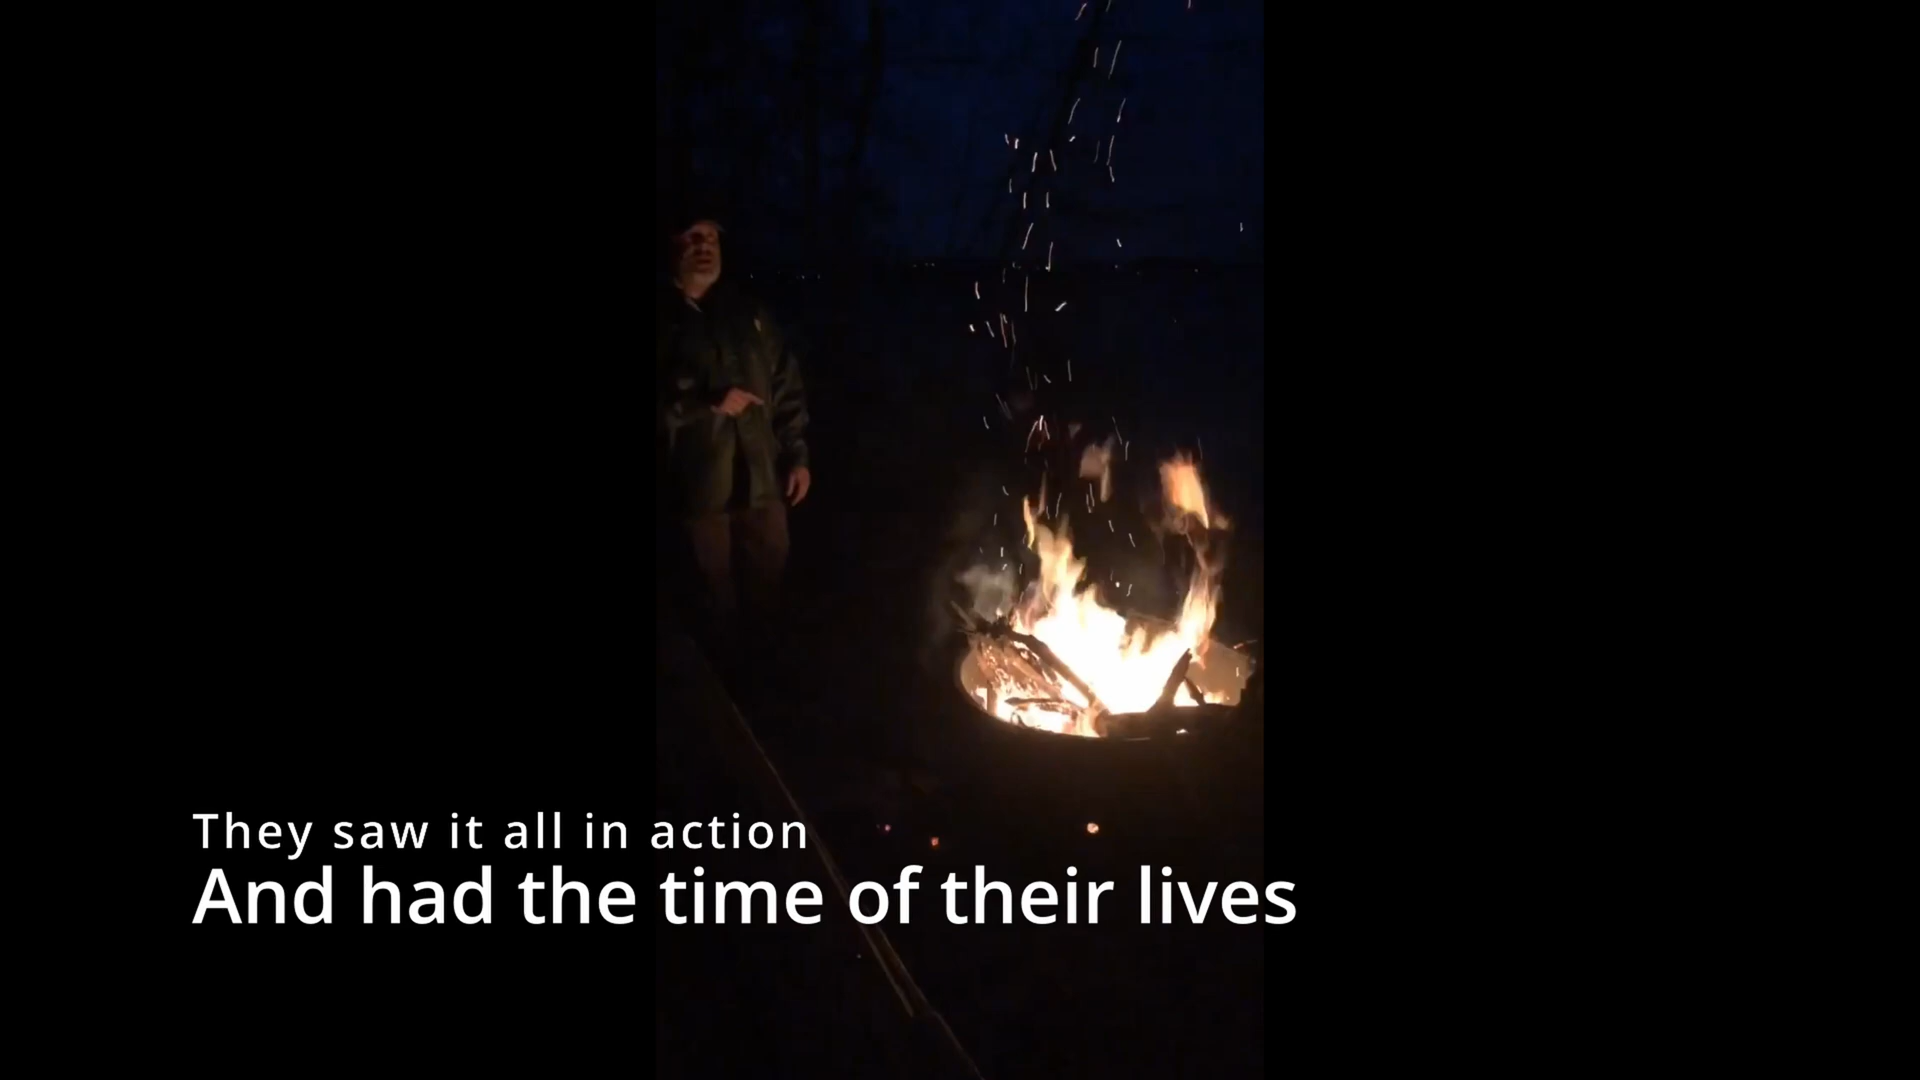 They saw it all in action
And had the time of their lives